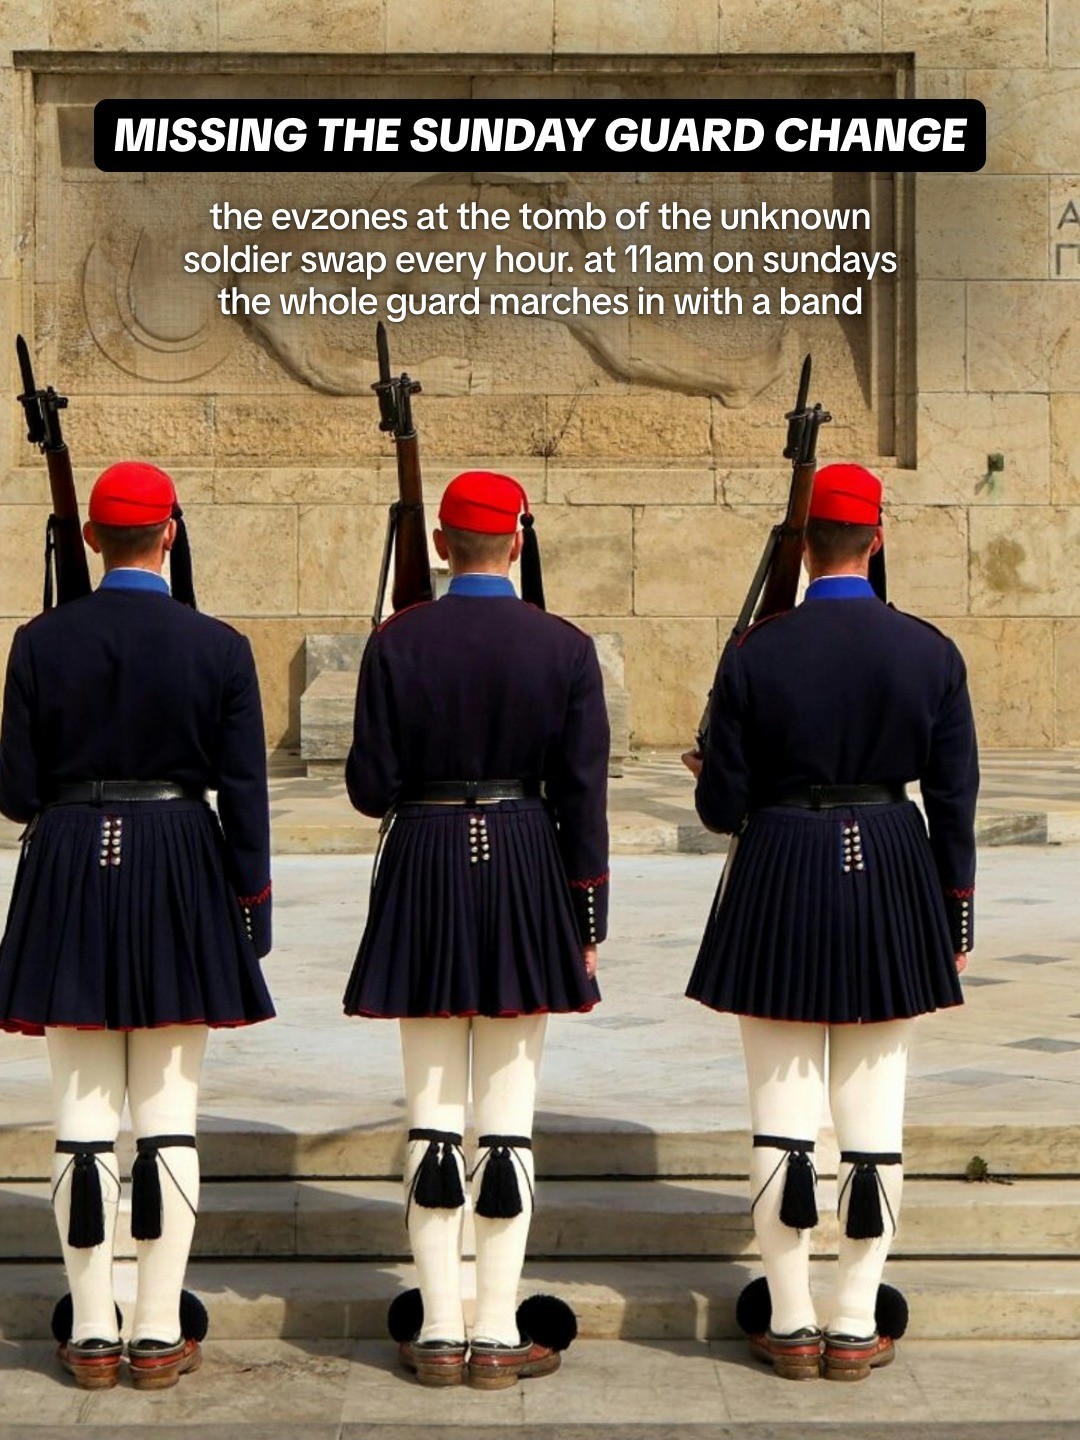 MISSING THE SUNDAY GUARD CHANGE
the evzones at the tomb of the unknown
soldier swap every hour. at 11am on sundays
the whole guard marches in with a band